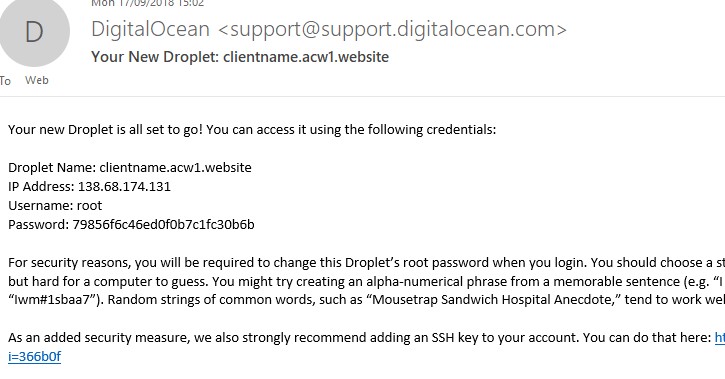 Mon 17/09/2018 15:02
D
DigitalOcean <support@support.digitalocean.com>
Your New Droplet: clientname.acw1.website
To Web
Your new Droplet is all set to go! You can access it using the following credentials:
Droplet Name: clientname.acw1.website
IP Address: 138.68.174.131
Username: root
Password: 79856f6c46ed0f0b7c1fc30b6b
For security reasons, you will be required to change this Droplet’s root password when you login. You should choose a st
but hard for a computer to guess. You might try creating an alpha-numerical phrase from a memorable sentence (e.g. “I
“Iwm#1sbaa7”). Random strings of common words, such as “Mousetrap Sandwich Hospital Anecdote,” tend to work wel
As an added security measure, we also strongly recommend adding an SSH key to your account. You can do that here: ht
i=366b0f